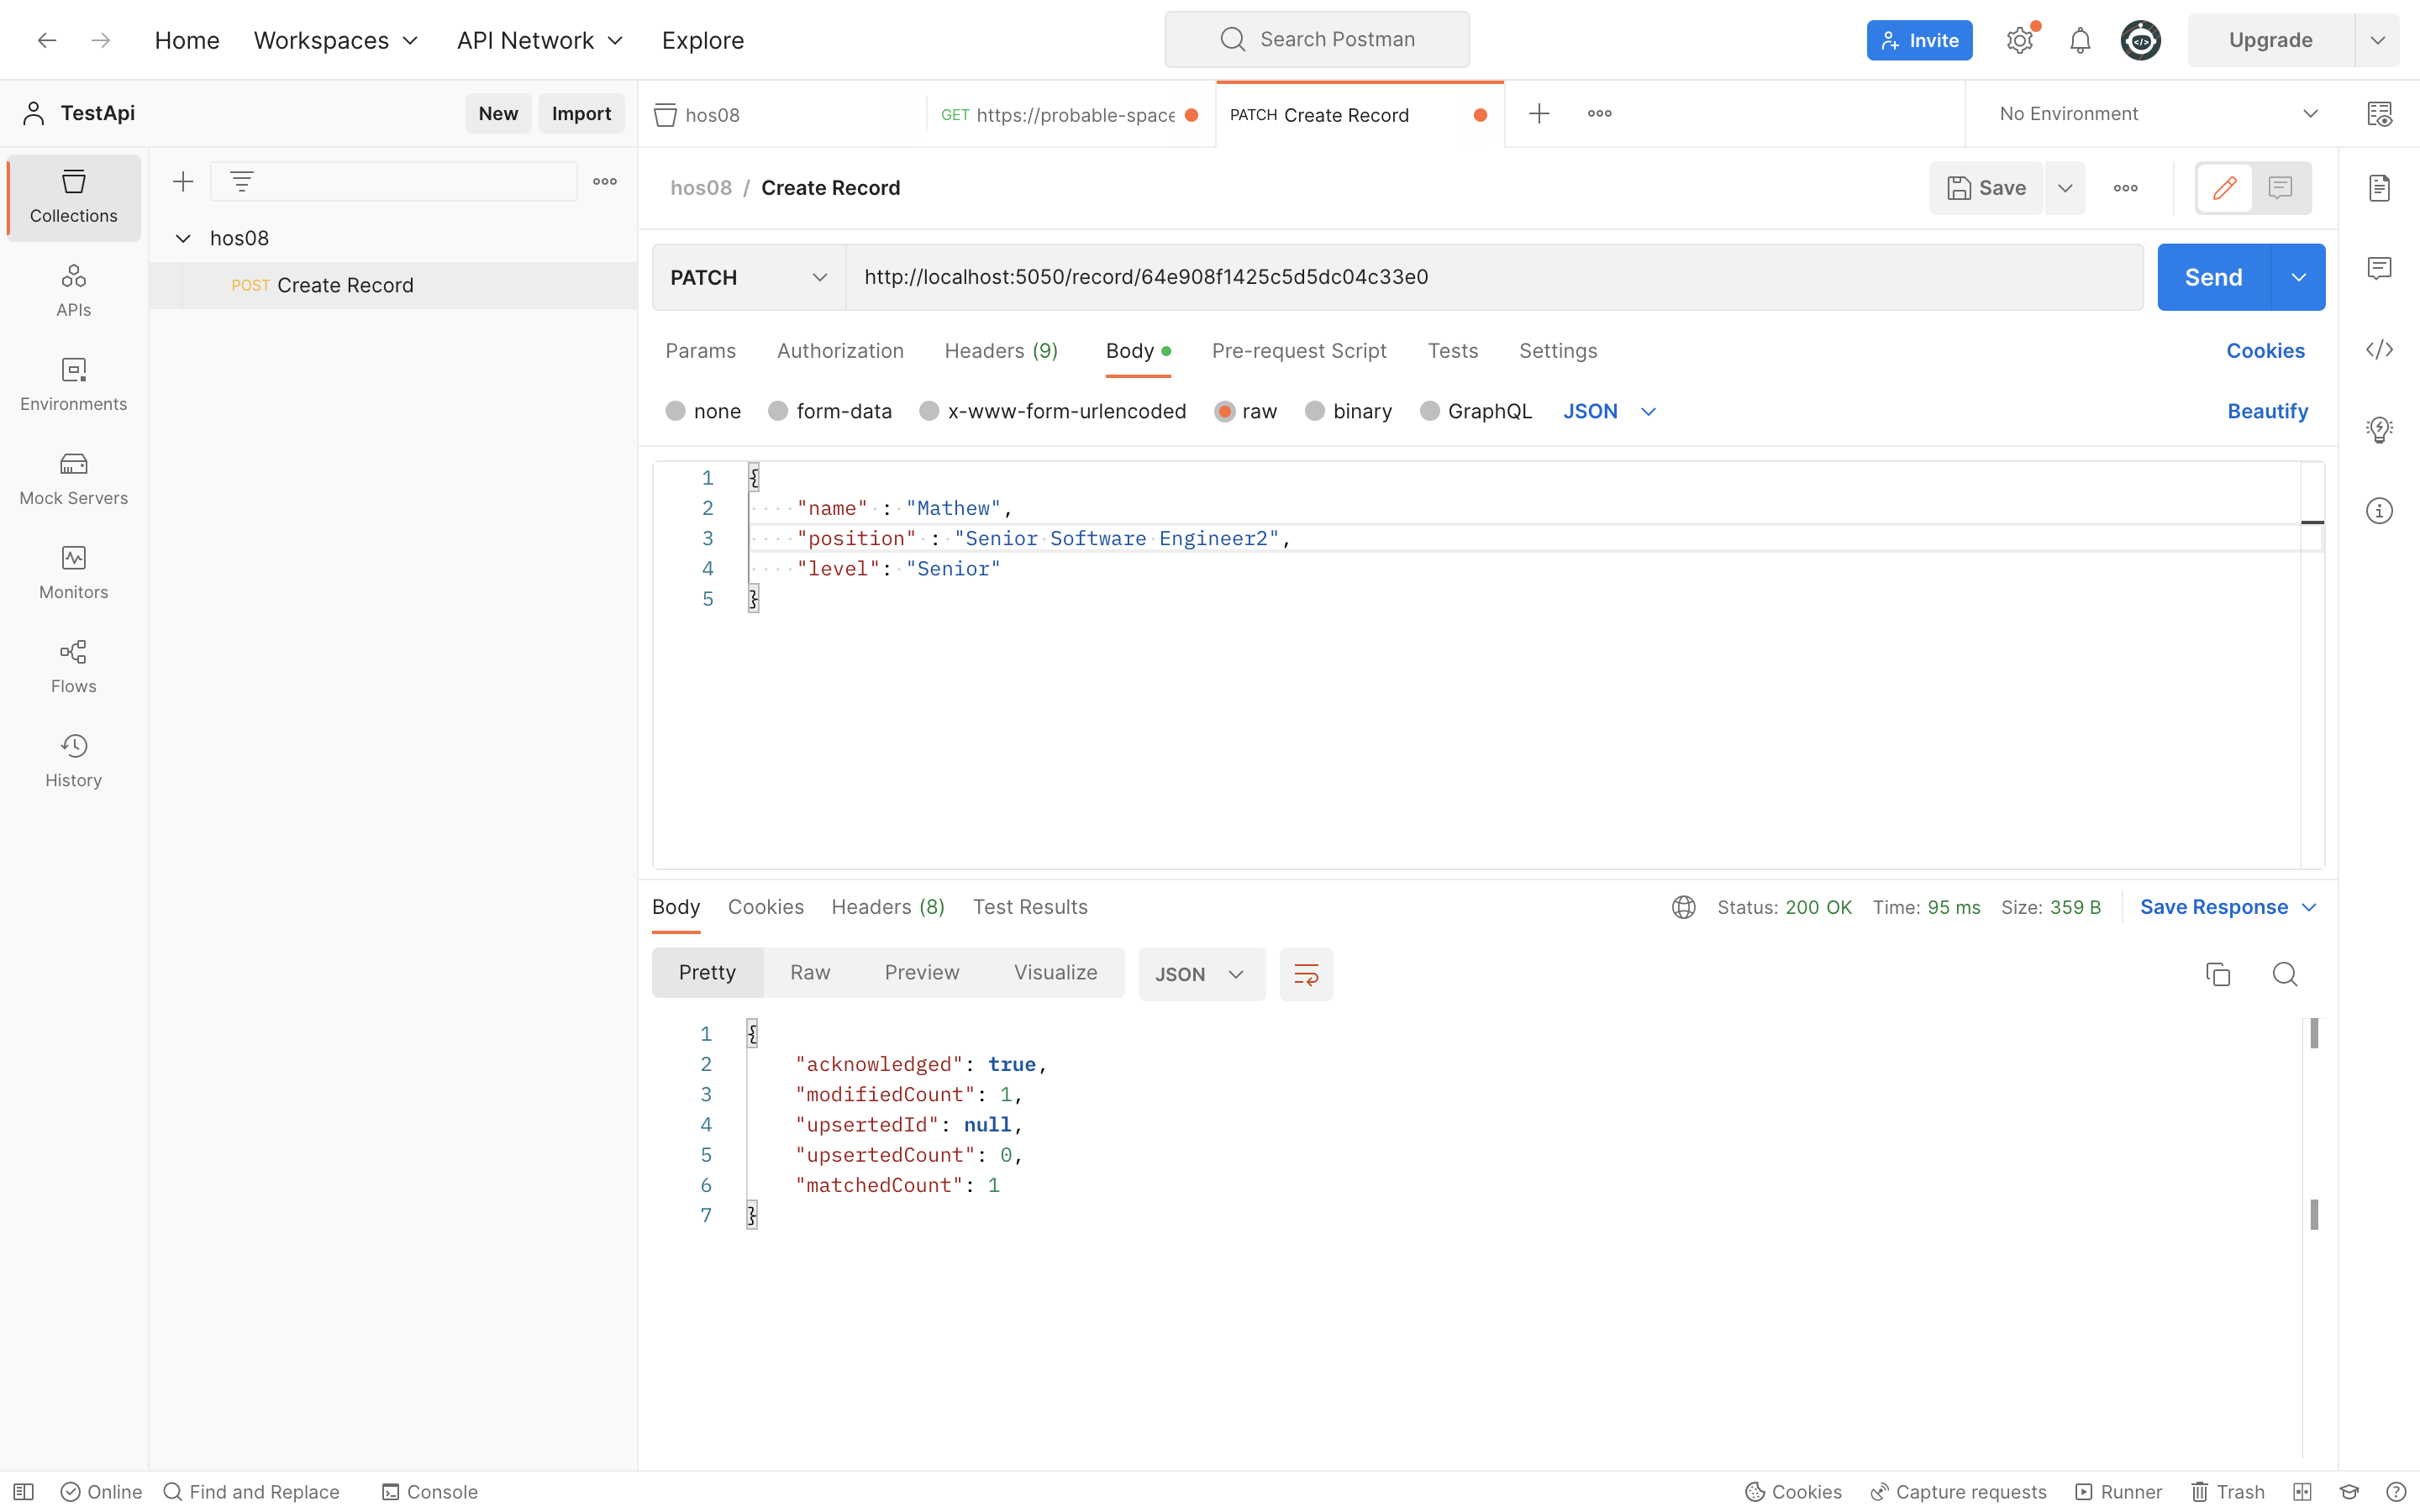 Home Workspaces API Network Explore Search Postman Invite Upgrade
TestApi New Import hos08 GET https://probable-space PATCH Create Record No Environment
Collections
APIs
Environments
Mock Servers
Monitors
Flows
History
hos08
POST Create Record
hos08 / Create Record Save
PATCH http://localhost:5050/record/64e908f1425c5d5dc04c33e0 Send
Params Authorization Headers (9) Body Pre-request Script Tests Settings Cookies
none form-data x-www-form-urlencoded raw binary GraphQL JSON Beautify
1 {
2 "name" : "Mathew",
3 "position" : "Senior Software Engineer2",
4 "level": "Senior"
5 }
Body Cookies Headers (8) Test Results Status: 200 OK Time: 95 ms Size: 359 B Save Response
Pretty Raw Preview Visualize JSON
1 {
2 "acknowledged": true,
3 "modifiedCount": 1,
4 "upsertedId": null,
5 "upsertedCount": 0,
6 "matchedCount": 1
7 }
Online Find and Replace Console Cookies Capture requests Runner Trash